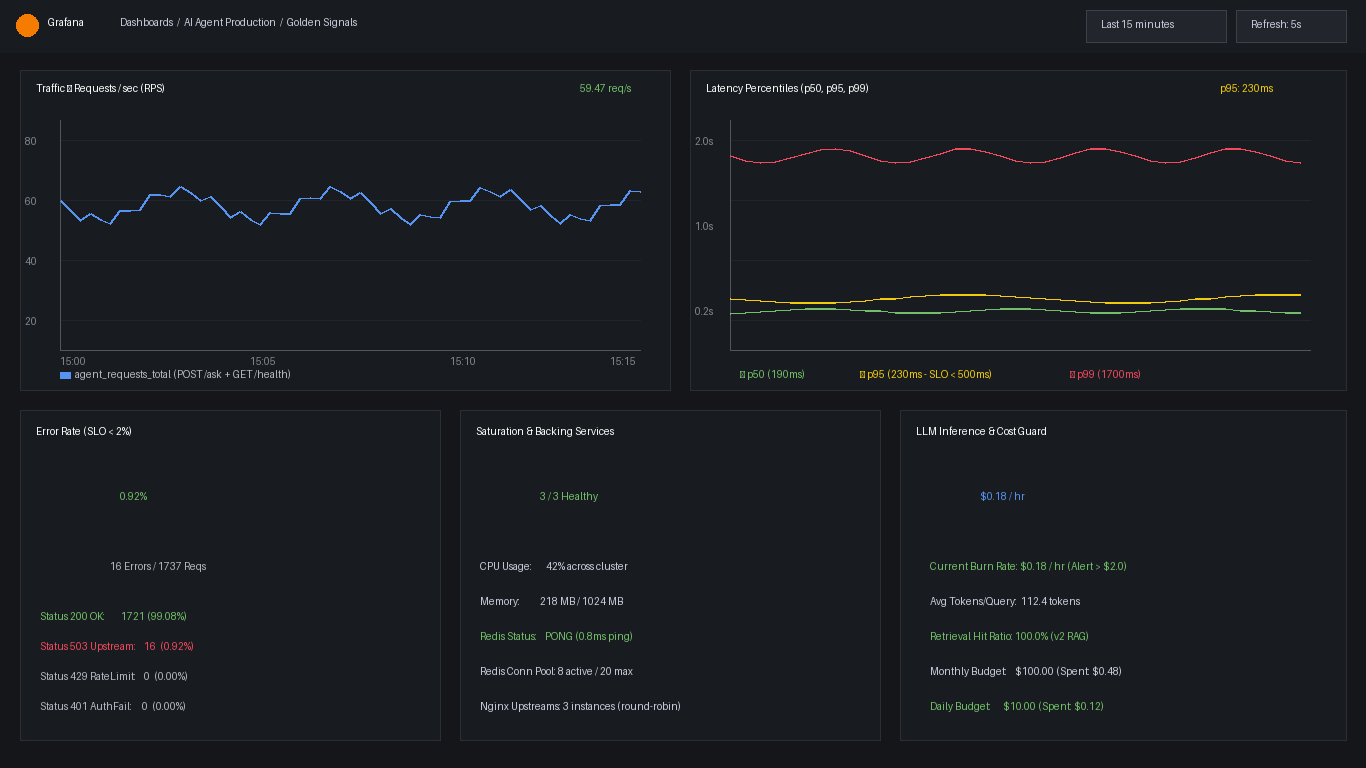 Grafana
Dashboards / AI Agent Production / Golden Signals
Last 15 minutes
Refresh: 5s
Traffic Requests/sec (RPS)
59.47 req/s
80
60
40
20
15:00
15:05
15:10
15:15
agent_requests_total (POST /ask + GET /health)
Latency Percentiles (p50, p95, p99)
p95: 230ms
2.0s
1.0s
0.2s
p50 (190ms)
p95 (230ms - SLO < 500ms)
p99 (1700ms)
Error Rate (SLO < 2%)
0.92%
16 Errors / 1737 Reqs
Status 200 OK: 1721 (99.08%)
Status 503 Upstream: 16 (0.92%)
Status 429 RateLimit: 0 (0.00%)
Status 401 AuthFail: 0 (0.00%)
Saturation & Backing Services
3 / 3 Healthy
CPU Usage: 42% across cluster
Memory: 218 MB / 1024 MB
Redis Status: PONG (0.8ms ping)
Redis Conn Pool: 8 active / 20 max
Nginx Upstreams: 3 instances (round-robin)
LLM Inference & Cost Guard
$0.18 / hr
Current Burn Rate: $0.18 / hr (Alert > $2.0)
Avg Tokens/Query: 112.4 tokens
Retrieval Hit Ratio: 100.0% (v2 RAG)
Monthly Budget: $100.00 (Spent: $0.48)
Daily Budget: $10.00 (Spent: $0.12)